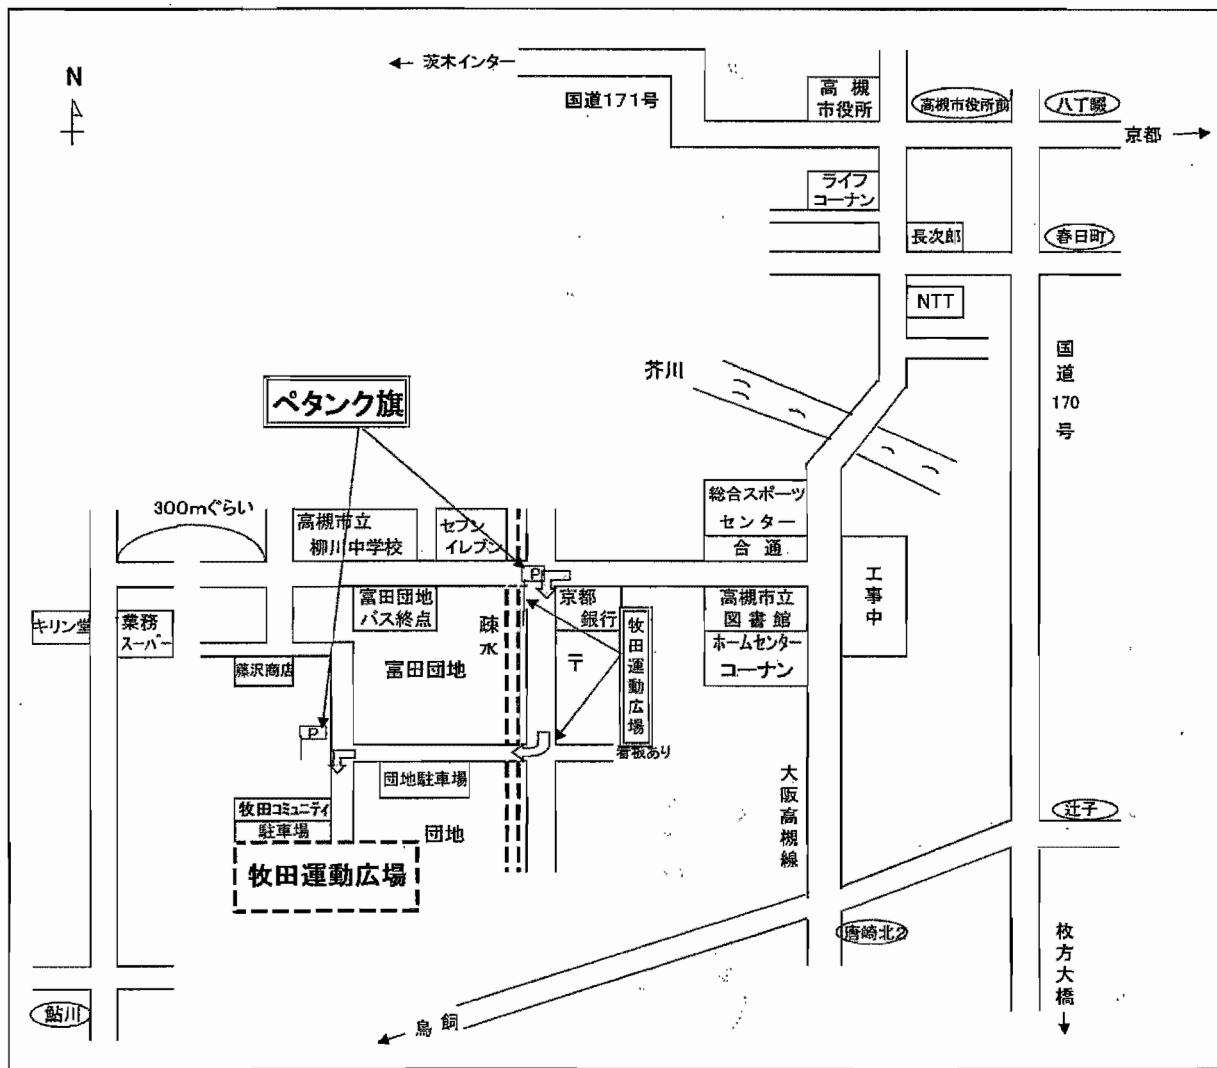 N
← 茨木インター
国道171号
高 槻
市役所
高槻市役所前
八丁畷
京都 →
ライフ
コーナン
長次郎
春日町
NTT
国道170号
芥川
ペタンク旗
300mぐらい
高槻市立
柳川中学校
セブン
イレブン
総合スポーツ
センター
合 通
工事中
P
キリン堂
業務
スーパー
富田団地
バス終点
疎水
京都
銀行
〒
牧田運動広場
看板あり
高槻市立
図書館
ホームセンター
コーナン
藤沢商店
富田団地
P
団地駐車場
大阪高槻線
辻子
牧田コミュニティ
駐車場
団地
牧田運動広場
唐崎北2
枚方大橋
↓
鮎川
← 鳥 飼